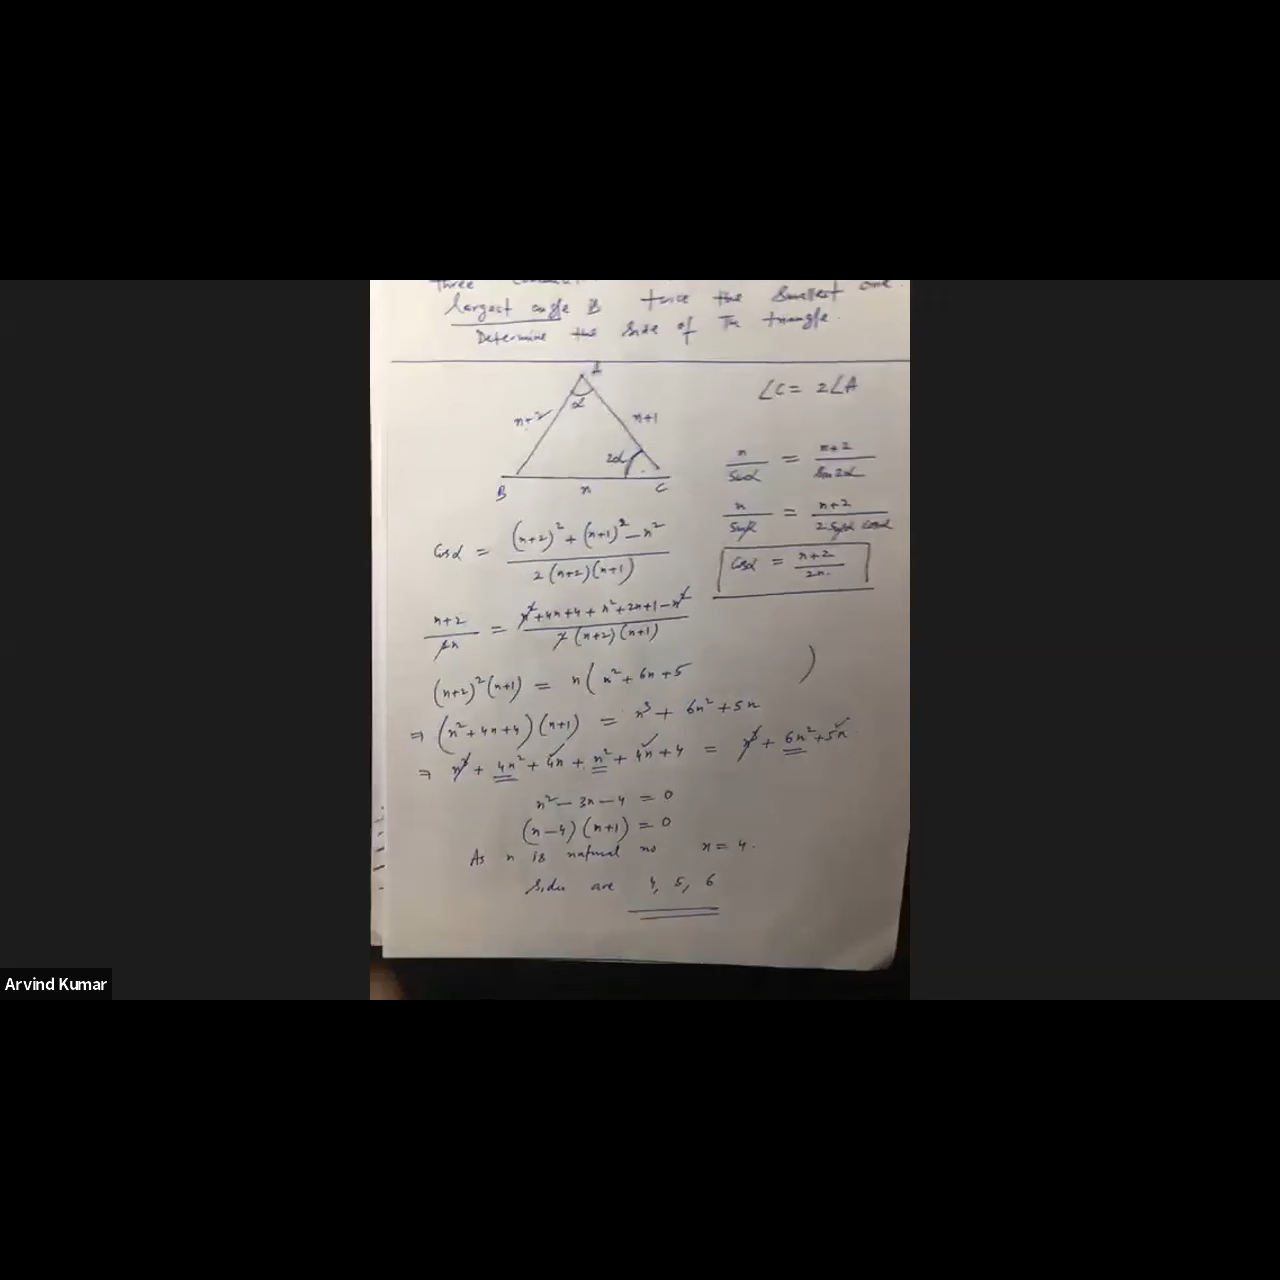 three
largest angle is twice the smallest one.
Determine the side of The triangle.
A
∠C = 2∠A
α
n+2
n+1
2α
B
n
C
n/sinα = n+2/sin2α
n/sinα = n+2/2 sinα cosα
cosα = n+2/2n.
cosα = (n+2)² + (n+1)² – n²/2(n+2)(n+1)
n+2/2n = n²+4n+4+n²+2n+1–n²/2(n+2)(n+1)
(n+2)²(n+1) = n(n²+6n+5 )
⇒ (n²+4n+4)(n+1) = n³ + 6n² + 5n
⇒ n³ + 4n² + 4n + n² + 4n + 4 = n³ + 6n² + 5n
n² – 3n – 4 = 0
(n–4)(n+1) = 0
As n is natural no n = 4.
Sides are 4, 5, 6
Arvind Kumar